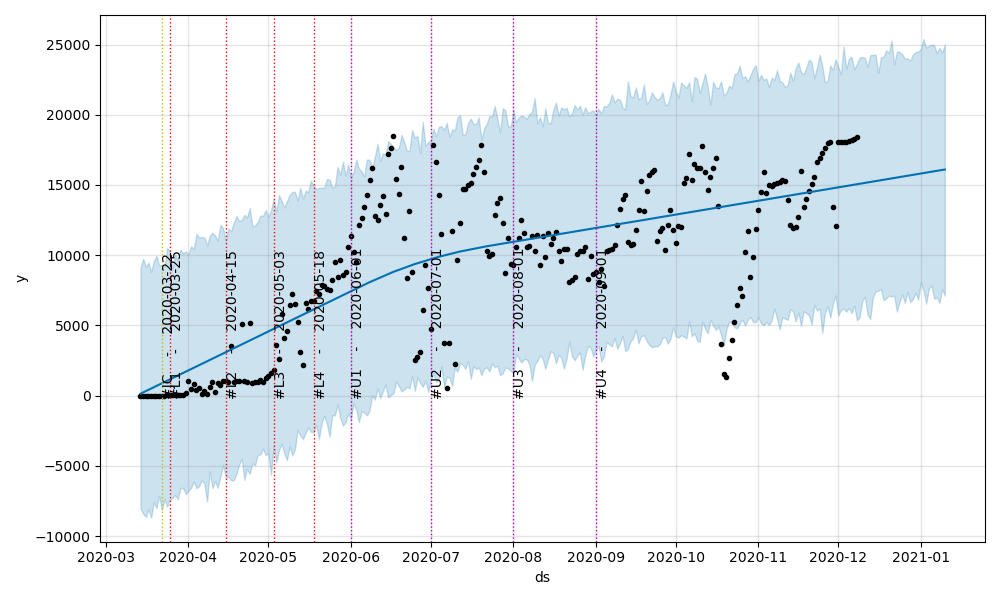 25000
20000
15000
10000
5000
0
−5000
−10000
y
#LC - 2020-03-22
#L1 - 2020-03-25
#L2 - 2020-04-15
#L3 - 2020-05-03
#L4 - 2020-05-18
#U1 - 2020-06-01
#U2 - 2020-07-01
#U3 - 2020-08-01
#U4 - 2020-09-01
2020-03
2020-04
2020-05
2020-06
2020-07
2020-08
2020-09
2020-10
2020-11
2020-12
2021-01
ds